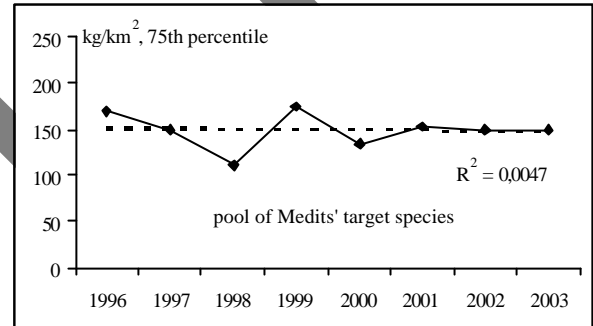 kg/km², 75th percentile
250
200
150
100
50
0
R² = 0,0047
pool of Medits' target species
1996 1997 1998 1999 2000 2001 2002 2003